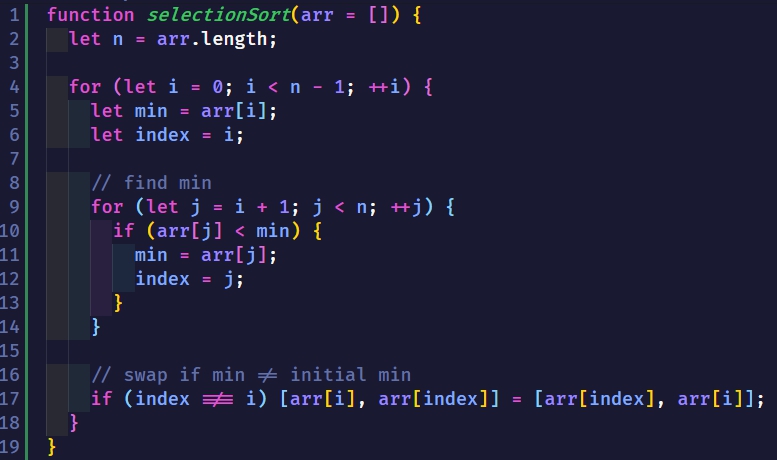 1 function selectionSort(arr = []) {
2   let n = arr.length;
3
4   for (let i = 0; i < n - 1; ++i) {
5     let min = arr[i];
6     let index = i;
7
8     // find min
9     for (let j = i + 1; j < n; ++j) {
10       if (arr[j] < min) {
11         min = arr[j];
12         index = j;
13       }
14     }
15
16     // swap if min != initial min
17     if (index !== i) [arr[i], arr[index]] = [arr[index], arr[i]];
18   }
19 }